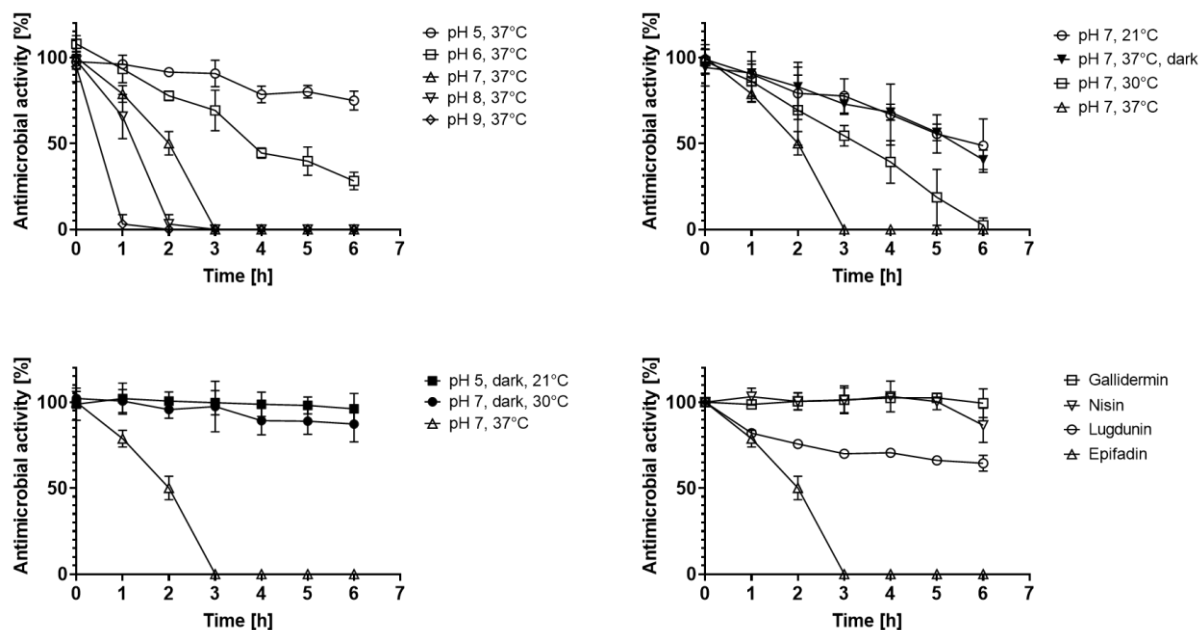 Antimicrobial activity [%]
100
50
0
0 1 2 3 4 5 6 7
Time [h]
pH 5, 37°C
pH 6, 37°C
pH 7, 37°C
pH 8, 37°C
pH 9, 37°C
Antimicrobial activity [%]
100
50
0
0 1 2 3 4 5 6 7
Time [h]
pH 7, 21°C
pH 7, 37°C, dark
pH 7, 30°C
pH 7, 37°C
Antimicrobial activity [%]
100
50
0
0 1 2 3 4 5 6 7
Time [h]
pH 5, dark, 21°C
pH 7, dark, 30°C
pH 7, 37°C
Antimicrobial activity [%]
100
50
0
0 1 2 3 4 5 6 7
Time [h]
Gallidermin
Nisin
Lugdunin
Epifadin